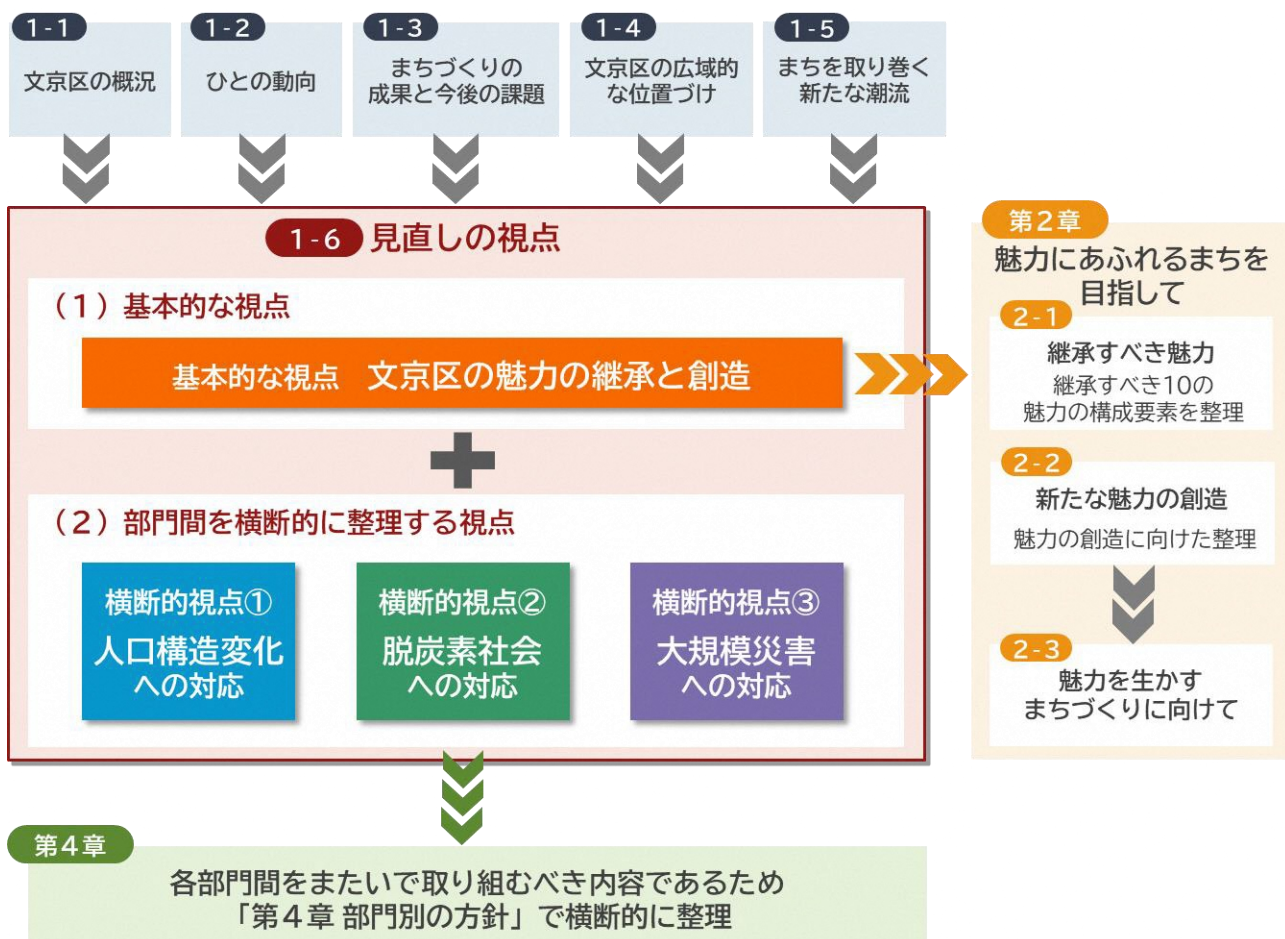 1-1
文京区の概況
1-2
ひとの動向
1-3
まちづくりの
成果と今後の課題
1-4
文京区の広域的
な位置づけ
1-5
まちを取り巻く
新たな潮流
1-6 見直しの視点
(1)基本的な視点
基本的な視点 文京区の魅力の継承と創造
(2)部門間を横断的に整理する視点
横断的視点①
人口構造変化
への対応
横断的視点②
脱炭素社会
への対応
横断的視点③
大規模災害
への対応
第2章
魅力にあふれるまちを
目指して
2-1
継承すべき魅力
継承すべき10の
魅力の構成要素を整理
2-2
新たな魅力の創造
魅力の創造に向けた整理
2-3
魅力を生かす
まちづくりに向けて
第4章
各部門間をまたいで取り組むべき内容であるため
「第4章 部門別の方針」で横断的に整理